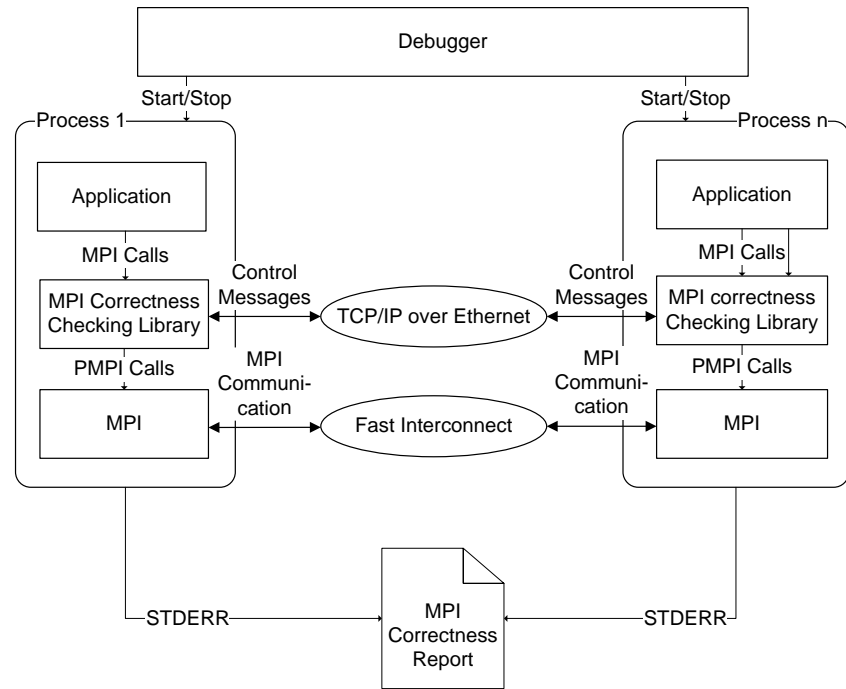 Debugger
Start/Stop
Start/Stop
Process 1
Process n
Application
Application
MPI Calls
MPI Calls
Control
Messages
Control
Messages
MPI Correctness
Checking Library
TCP/IP over Ethernet
MPI correctness
Checking Library
PMPI Calls
PMPI Calls
MPI
Communi-
cation
MPI
Communi-
cation
MPI
Fast Interconnect
MPI
STDERR
MPI
Correctness
Report
STDERR